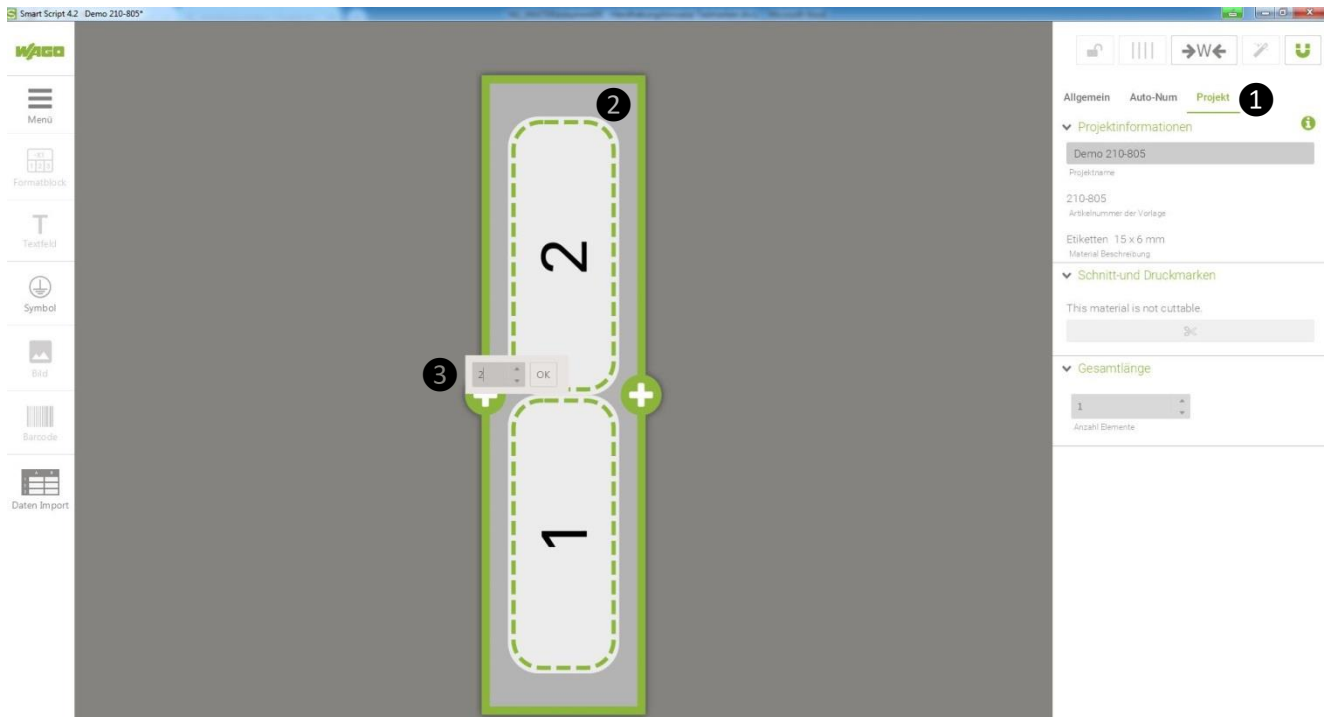 Smart Script 4.2 Demo 210-805*
WAGO
Menü
Formatblock
T
Textfeld
Symbol
Bild
Barcode
Daten Import
2
2
3
2
OK
1
W
Allgemein Auto-Num Projekt 1
Projektinformationen
Demo 210-805
Projektname
210-805
Artikelnummer der Vorlage
Etiketten 15 x 6 mm
Material Beschreibung
Schnitt-und Druckmarken
This material is not cuttable.
Gesamtlänge
1
Anzahl Elemente